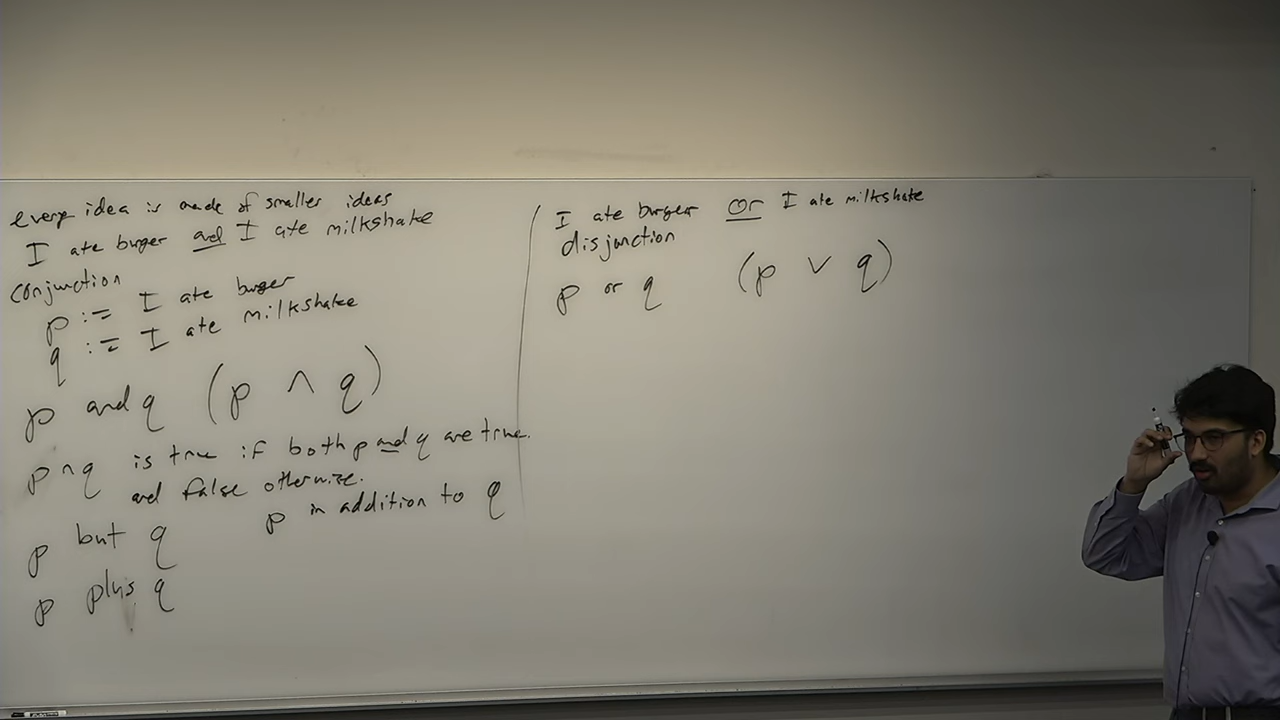 every idea is made of smaller ideas
I ate burger and I ate milkshake
conjunction
p := I ate burger
q := I ate milkshake
p and q (p ∧ q)
p ∧ q is true if both p and q are true.
and false otherwise.
p but q p in addition to q
p plus q
I ate burger or I ate milkshake
disjunction
p or q (p ∨ q)